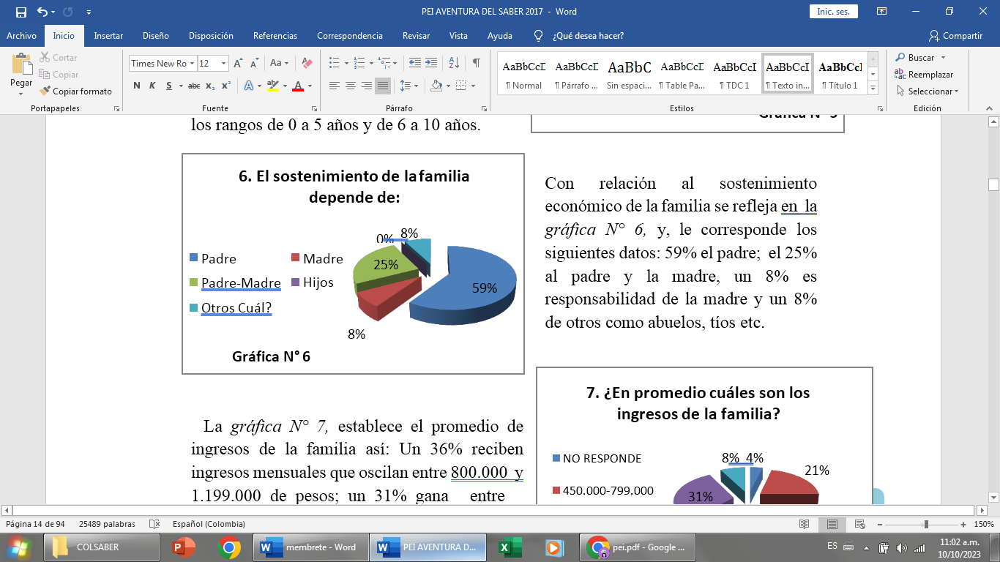 PEI AVENTURA DEL SABER 2017 - Word
Inic. ses.
Archivo Inicio Insertar Diseño Disposición Referencias Correspondencia Revisar Vista Ayuda ¿Qué desea hacer? Compartir
Pegar
Cortar
Copiar
Copiar formato
Portapapeles
Times New Ro 12
N K S abc x₂ x²
Fuente
Párrafo
AaBbCcD AaBbCcD AaBbC AaBbCcD AaBbCcI AaBbCcI AaBbCcI
¶ Normal ¶ Párrafo ... Sin espaci... ¶ Table Pa... ¶ TDC 1 ¶ Texto in... ¶ Título 1
Estilos
Buscar
Reemplazar
Seleccionar
Edición
los rangos de 0 a 5 años y de 6 a 10 años.
6. El sostenimiento de la familia
depende de:
Padre Madre
Padre-Madre Hijos
Otros Cuál?
0% 8%
25%
59%
8%
Gráfica N° 6
Con relación al sostenimiento
económico de la familia se refleja en la
gráfica N° 6, y, le corresponde los
siguientes datos: 59% el padre; el 25%
al padre y la madre, un 8% es
responsabilidad de la madre y un 8%
de otros como abuelos, tíos etc.
La gráfica N° 7, establece el promedio de
ingresos de la familia así: Un 36% reciben
ingresos mensuales que oscilan entre 800.000 y
1.199.000 de pesos; un 31% gana entre
7. ¿En promedio cuáles son los
ingresos de la familia?
NO RESPONDE
450.000-799.000
8% 4%
21%
31%
Página 14 de 94 25489 palabras Español (Colombia) 150%
COLSABER
membrete - Word
PEI AVENTURA D...
pei.pdf - Google ...
ES
11:02 a.m.
10/10/2023